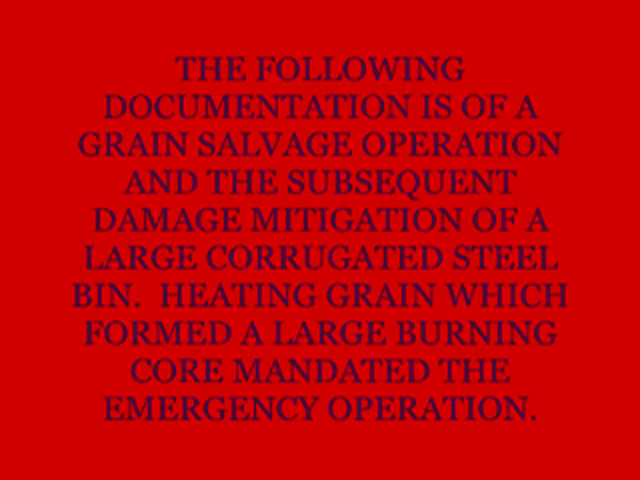 THE FOLLOWING
DOCUMENTATION IS OF A
GRAIN SALVAGE OPERATION
AND THE SUBSEQUENT
DAMAGE MITIGATION OF A
LARGE CORRUGATED STEEL
BIN.  HEATING GRAIN WHICH
FORMED A LARGE BURNING
CORE MANDATED THE
EMERGENCY OPERATION.